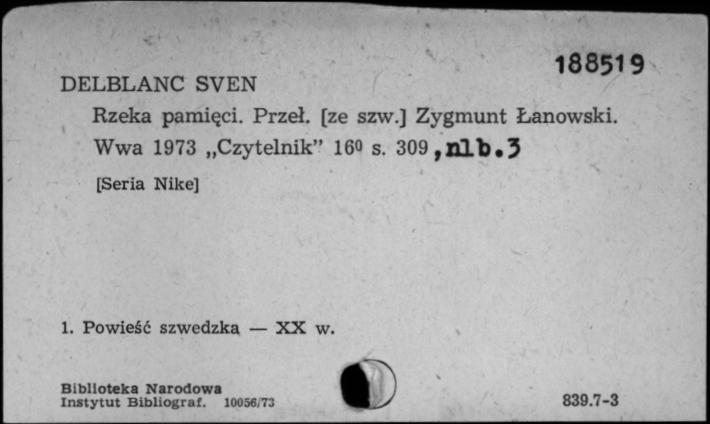 188519
DELBLANC SVEN
Rzeka pamięci. Przeł. [ze szw.] Zygmunt Łanowski.
Wwa 1973 „Czytelnik” 16⁰ s. 309, nlb. 3
[Seria Nike]
1. Powieść szwedzka — XX w.
Biblioteka Narodowa
Instytut Bibliograf. 10056/73
839.7-3